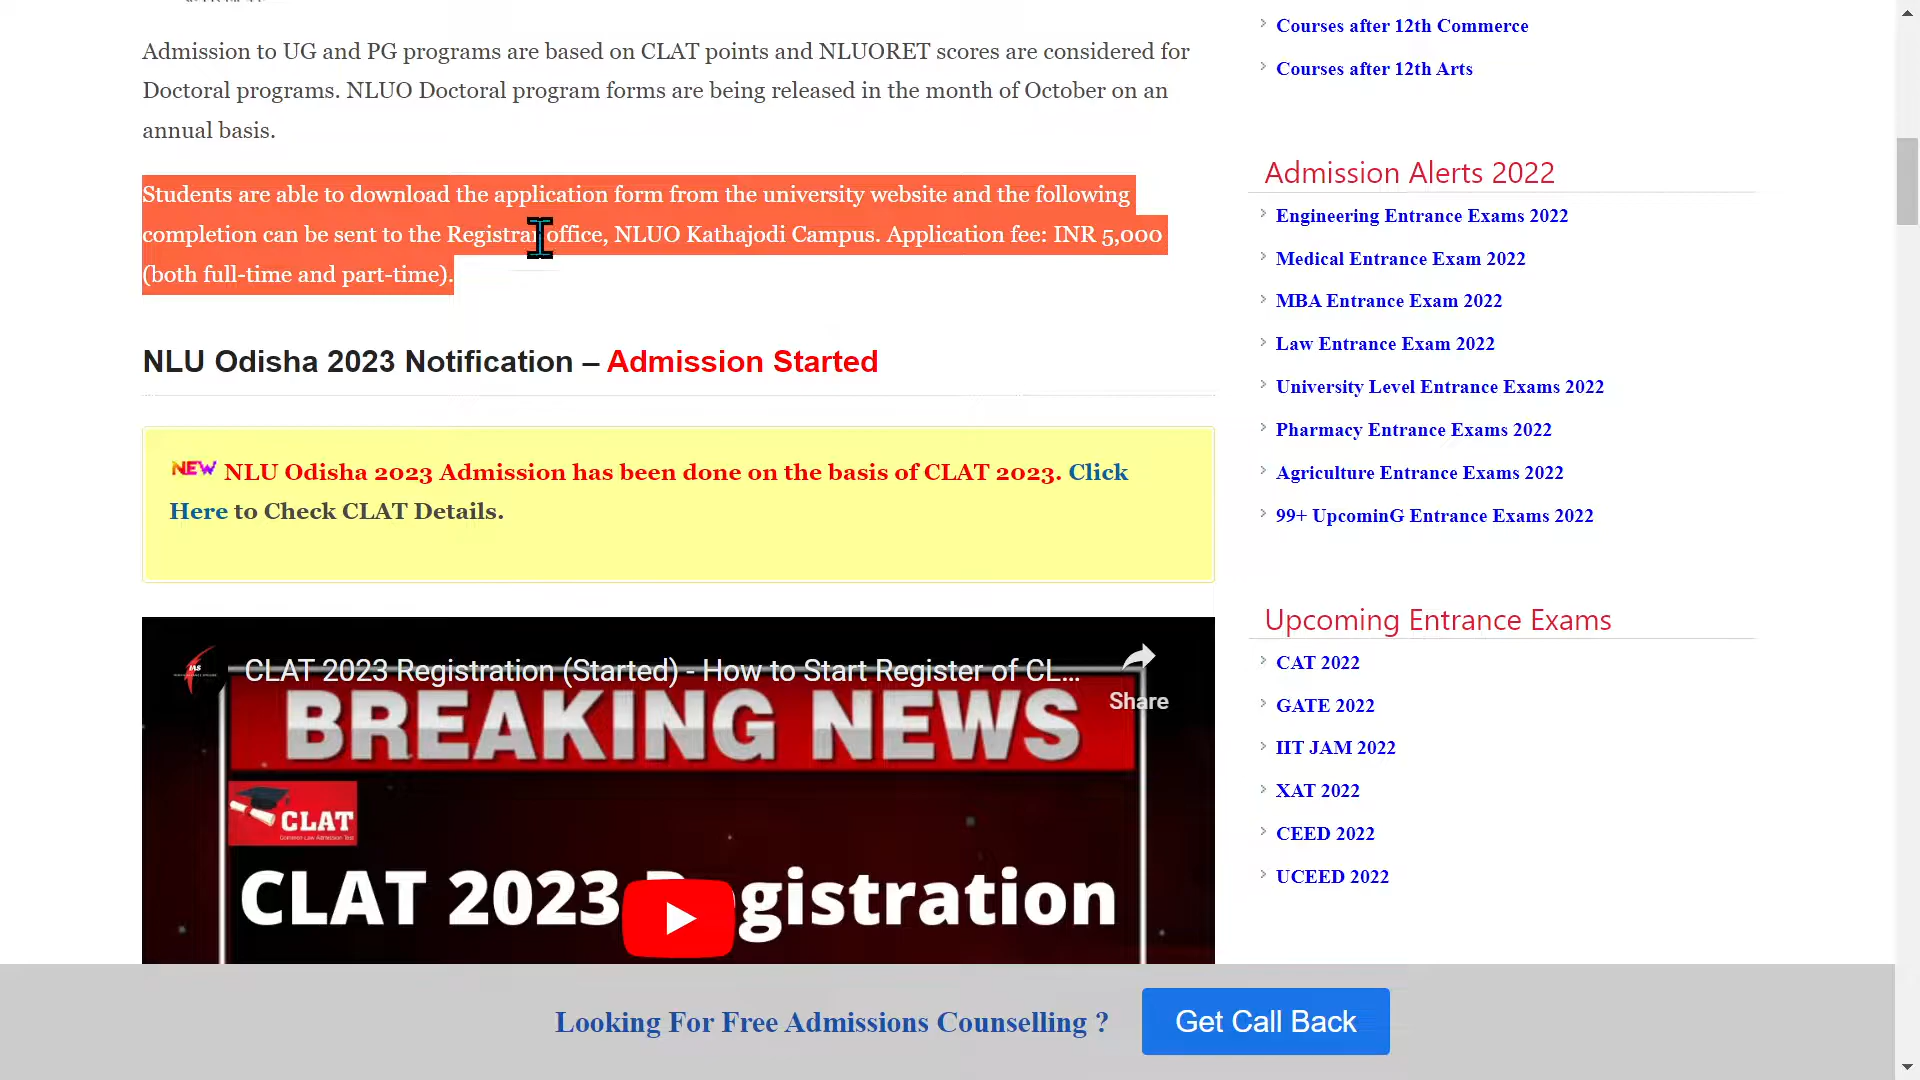 Admission to UG and PG programs are based on CLAT points and NLUORET scores are considered for
Doctoral programs. NLUO Doctoral program forms are being released in the month of October on an
annual basis.
Students are able to download the application form from the university website and the following
completion can be sent to the Registrar office, NLUO Kathajodi Campus. Application fee: INR 5,000
(both full-time and part-time).
NLU Odisha 2023 Notification – Admission Started
NEW NLU Odisha 2023 Admission has been done on the basis of CLAT 2023. Click
Here to Check CLAT Details.
IAS
CLAT 2023 Registration (Started) - How to Start Register of CL...
Share
BREAKING NEWS
CLAT
Common Law Admission Test
CLAT 2023 Registration
Courses after 12th Commerce
Courses after 12th Arts
Admission Alerts 2022
Engineering Entrance Exams 2022
Medical Entrance Exam 2022
MBA Entrance Exam 2022
Law Entrance Exam 2022
University Level Entrance Exams 2022
Pharmacy Entrance Exams 2022
Agriculture Entrance Exams 2022
99+ UpcominG Entrance Exams 2022
Upcoming Entrance Exams
CAT 2022
GATE 2022
IIT JAM 2022
XAT 2022
CEED 2022
UCEED 2022
Looking For Free Admissions Counselling ?
Get Call Back